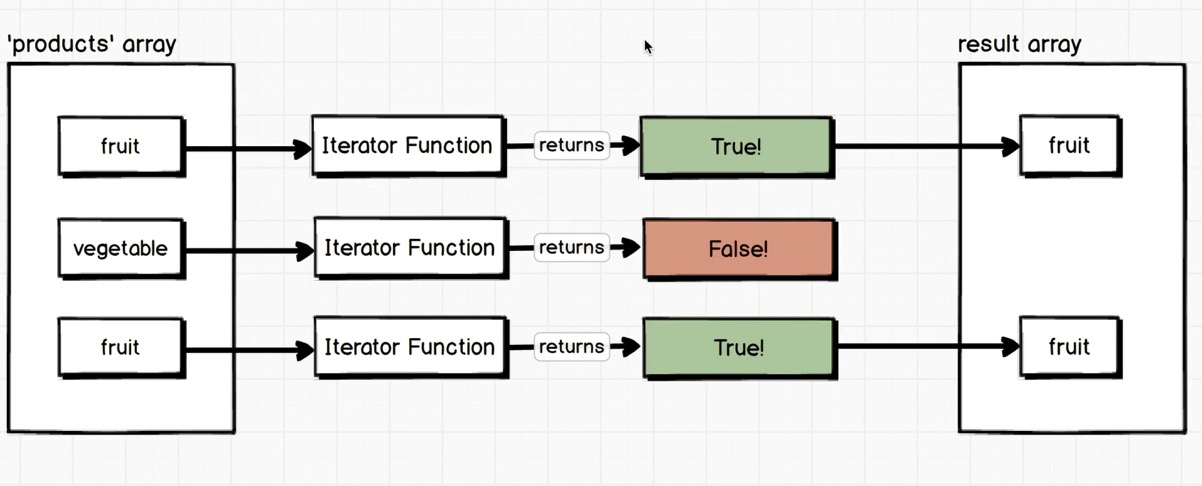 'products' array
result array
fruit
Iterator Function
returns
True!
fruit
vegetable
Iterator Function
returns
False!
fruit
Iterator Function
returns
True!
fruit